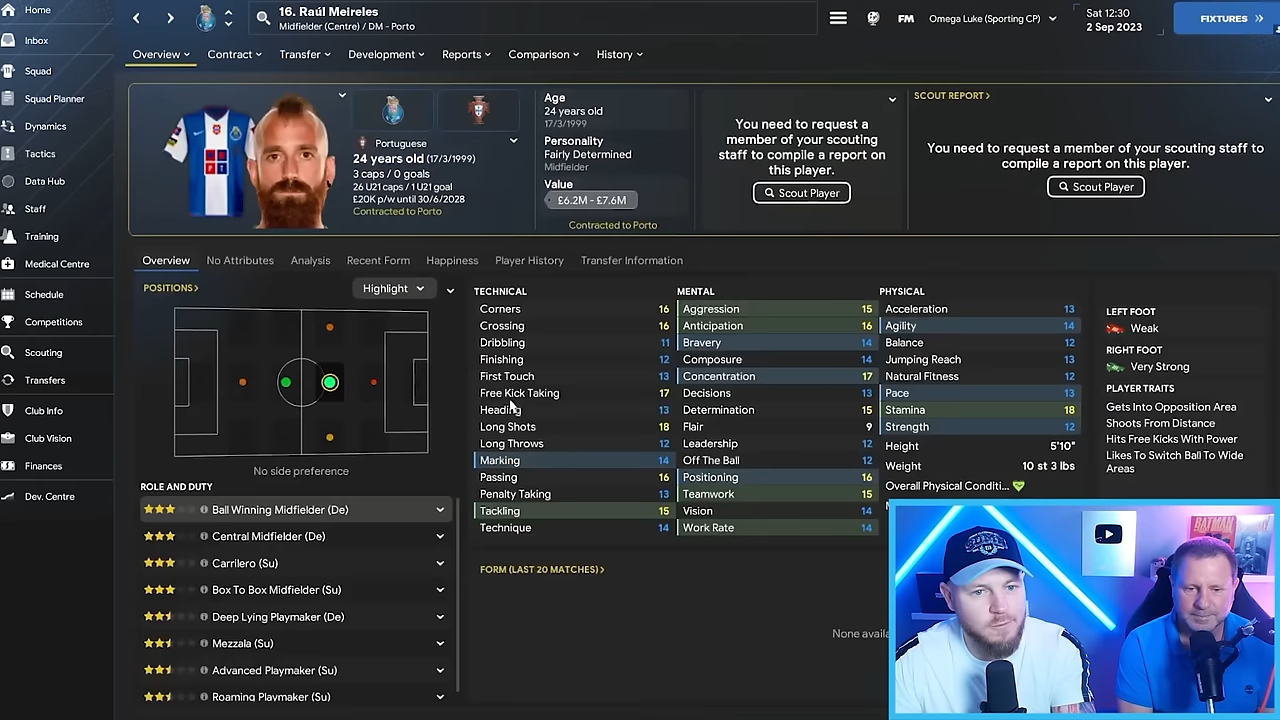 Home
Inbox
Squad
Squad Planner
Dynamics
Tactics
Data Hub
Staff
Training
Medical Centre
Schedule
Competitions
Scouting
Transfers
Club Info
Club Vision
Finances
Dev. Centre
16. Raúl Meireles
Midfielder (Centre) / DM - Porto
FM
Omega Luke (Sporting CP)
Sat 12:30
2 Sep 2023
FIXTURES
Overview
Contract
Transfer
Development
Reports
Comparison
History
Portuguese
24 years old (17/3/1999)
3 caps / 0 goals
26 U21 caps / 1 U21 goal
£20K p/w until 30/6/2028
Contracted to Porto
Age
24 years old
17/3/1999
Personality
Fairly Determined
Midfielder
Value
£6.2M - £7.6M
Contracted to Porto
You need to request a
member of your scouting
staff to compile a report on
this player.
Scout Player
SCOUT REPORT >
You need to request a member of your scouting staff to
compile a report on this player.
Scout Player
Overview
No Attributes
Analysis
Recent Form
Happiness
Player History
Transfer Information
POSITIONS >
Highlight
No side preference
ROLE AND DUTY
Ball Winning Midfielder (De)
Central Midfielder (De)
Carrilero (Su)
Box To Box Midfielder (Su)
Deep Lying Playmaker (De)
Mezzala (Su)
Advanced Playmaker (Su)
Roaming Playmaker (Su)
TECHNICAL
Corners 16
Crossing 16
Dribbling 11
Finishing 12
First Touch 13
Free Kick Taking 17
Heading 13
Long Shots 18
Long Throws 12
Marking 14
Passing 16
Penalty Taking 13
Tackling 15
Technique 14
MENTAL
Aggression 15
Anticipation 16
Bravery 14
Composure 14
Concentration 17
Decisions 13
Determination 15
Flair 9
Leadership 12
Off The Ball 12
Positioning 16
Teamwork 15
Vision 14
Work Rate 14
PHYSICAL
Acceleration 13
Agility 14
Balance 12
Jumping Reach 13
Natural Fitness 12
Pace 13
Stamina 18
Strength 12
Height 5'10"
Weight 10 st 3 lbs
Overall Physical Conditi...
LEFT FOOT
Weak
RIGHT FOOT
Very Strong
PLAYER TRAITS
Gets Into Opposition Area
Shoots From Distance
Hits Free Kicks With Power
Likes To Switch Ball To Wide
Areas
FORM (LAST 20 MATCHES) >
None availa
BATMAN